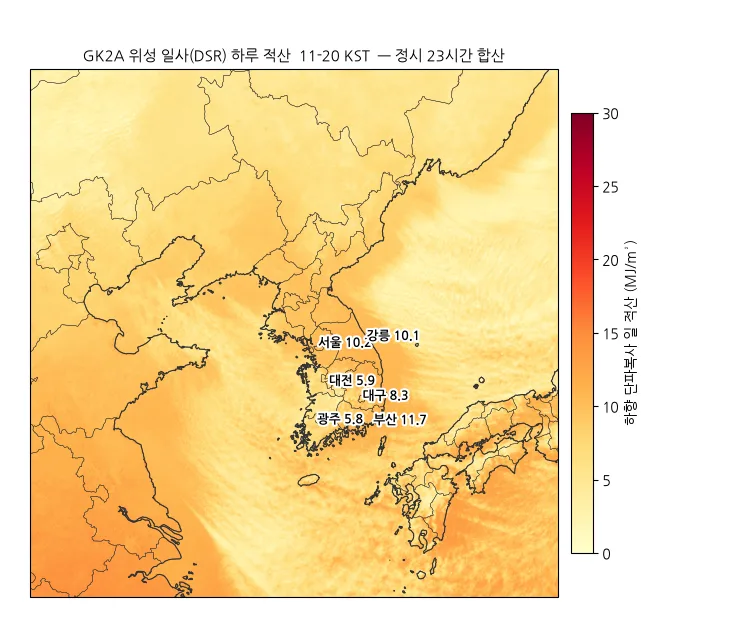 GK2A 위성 일사(DSR) 하루 적산 11-20 KST — 정시 23시간 합산
강릉 10.1
서울 10.2
대전 5.9
대구 8.3
광주 5.8
부산 11.7
30
25
20
15
10
5
0
하향 단파복사 일 적산 (MJ/m²)